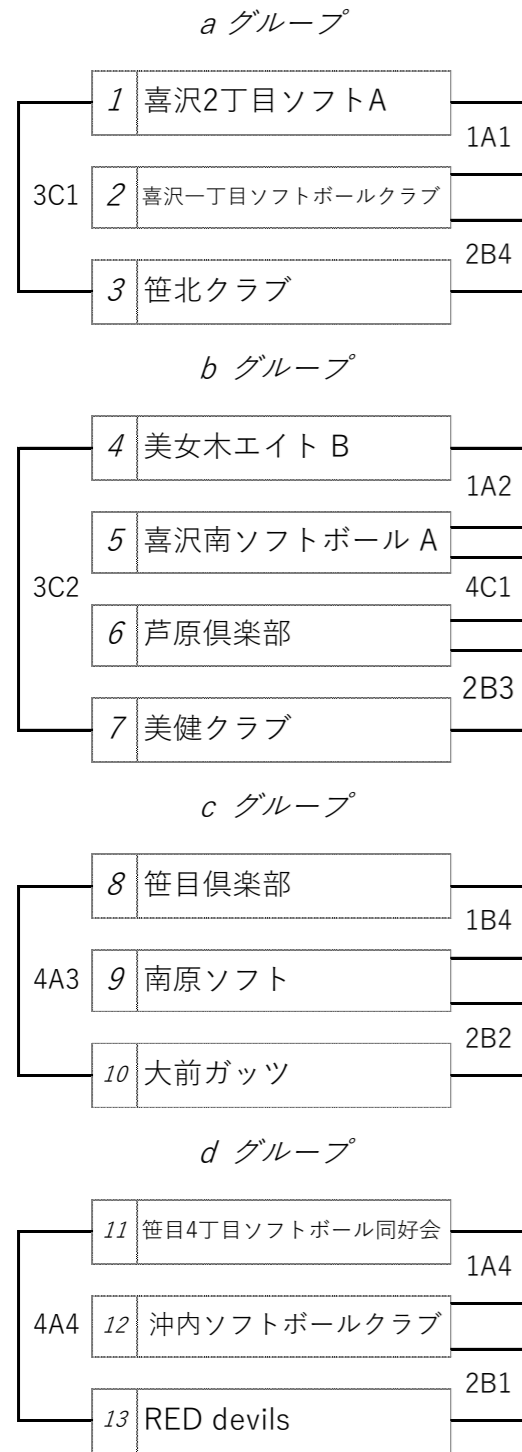 a グループ
1 喜沢2丁目ソフトA
1A1
3C1 2 喜沢一丁目ソフトボールクラブ
2B4
3 笹北クラブ
b グループ
4 美女木エイト B
1A2
5 喜沢南ソフトボール A
3C2 4C1
6 芦原倶楽部
2B3
7 美健クラブ
c グループ
8 笹目倶楽部
1B4
4A3 9 南原ソフト
2B2
10 大前ガッツ
d グループ
11 笹目4丁目ソフトボール同好会
1A4
4A4 12 沖内ソフトボールクラブ
2B1
13 RED devils